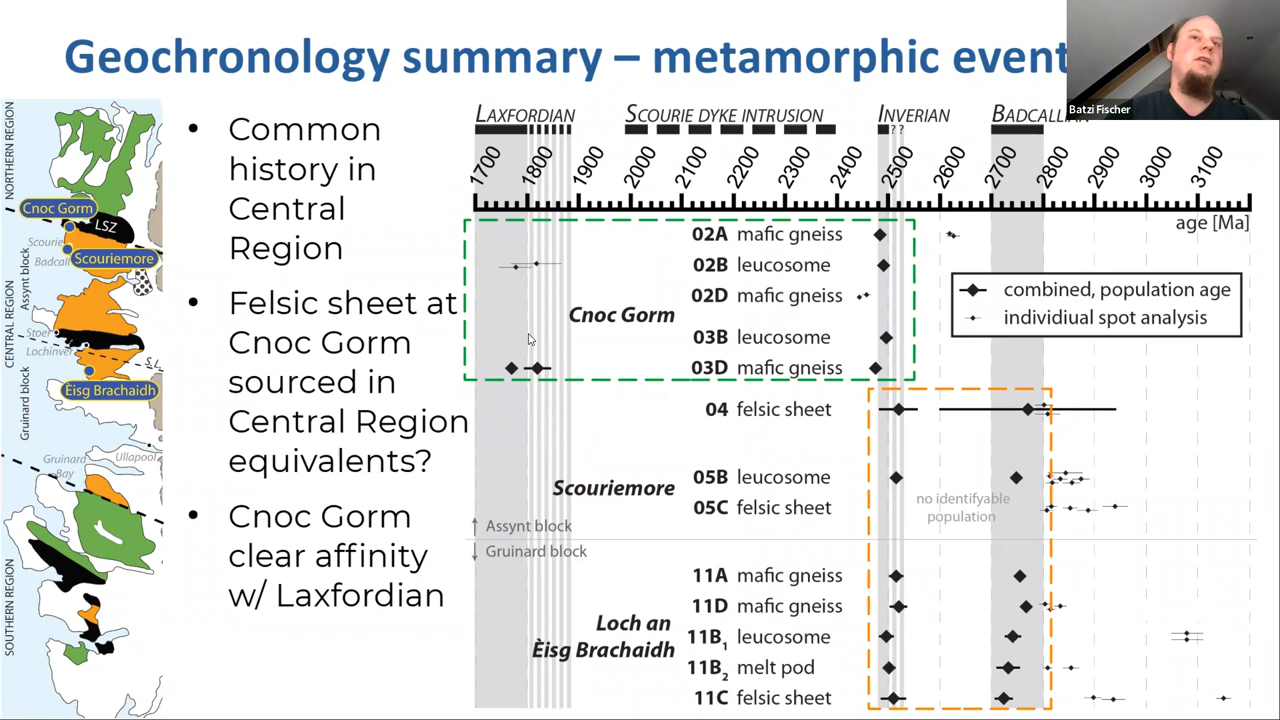 Geochronology summary – metamorphic event
Batzi Fischer
NORTHERN REGION
CENTRAL REGION
SOUTHERN REGION
Assynt block
Gruinard block
Cnoc Gorm
LSZ
Scourie
Scouriemore
Badcall
Stoer
Lochinver
Èisg Brachaidh
Ullapool
Gruinard
Bay
• Common
history in
Central
Region
• Felsic sheet at
Cnoc Gorm
sourced in
Central Region
equivalents?
• Cnoc Gorm
clear affinity
w/ Laxfordian
LAXFORDIAN SCOURIE DYKE INTRUSION INVERIAN BADCALLIAN
? ?
1700 1800 1900 2000 2100 2200 2300 2400 2500 2600 2700 2800 2900 3000 3100
age [Ma]
combined, population age
individiual spot analysis
Cnoc Gorm
02A mafic gneiss
02B leucosome
02D mafic gneiss
03B leucosome
03D mafic gneiss
04 felsic sheet
Scouriemore
05B leucosome
05C felsic sheet
no identifyable
population
↑ Assynt block
↓ Gruinard block
Loch an
Èisg Brachaidh
11A mafic gneiss
11D mafic gneiss
11B1 leucosome
11B2 melt pod
11C felsic sheet